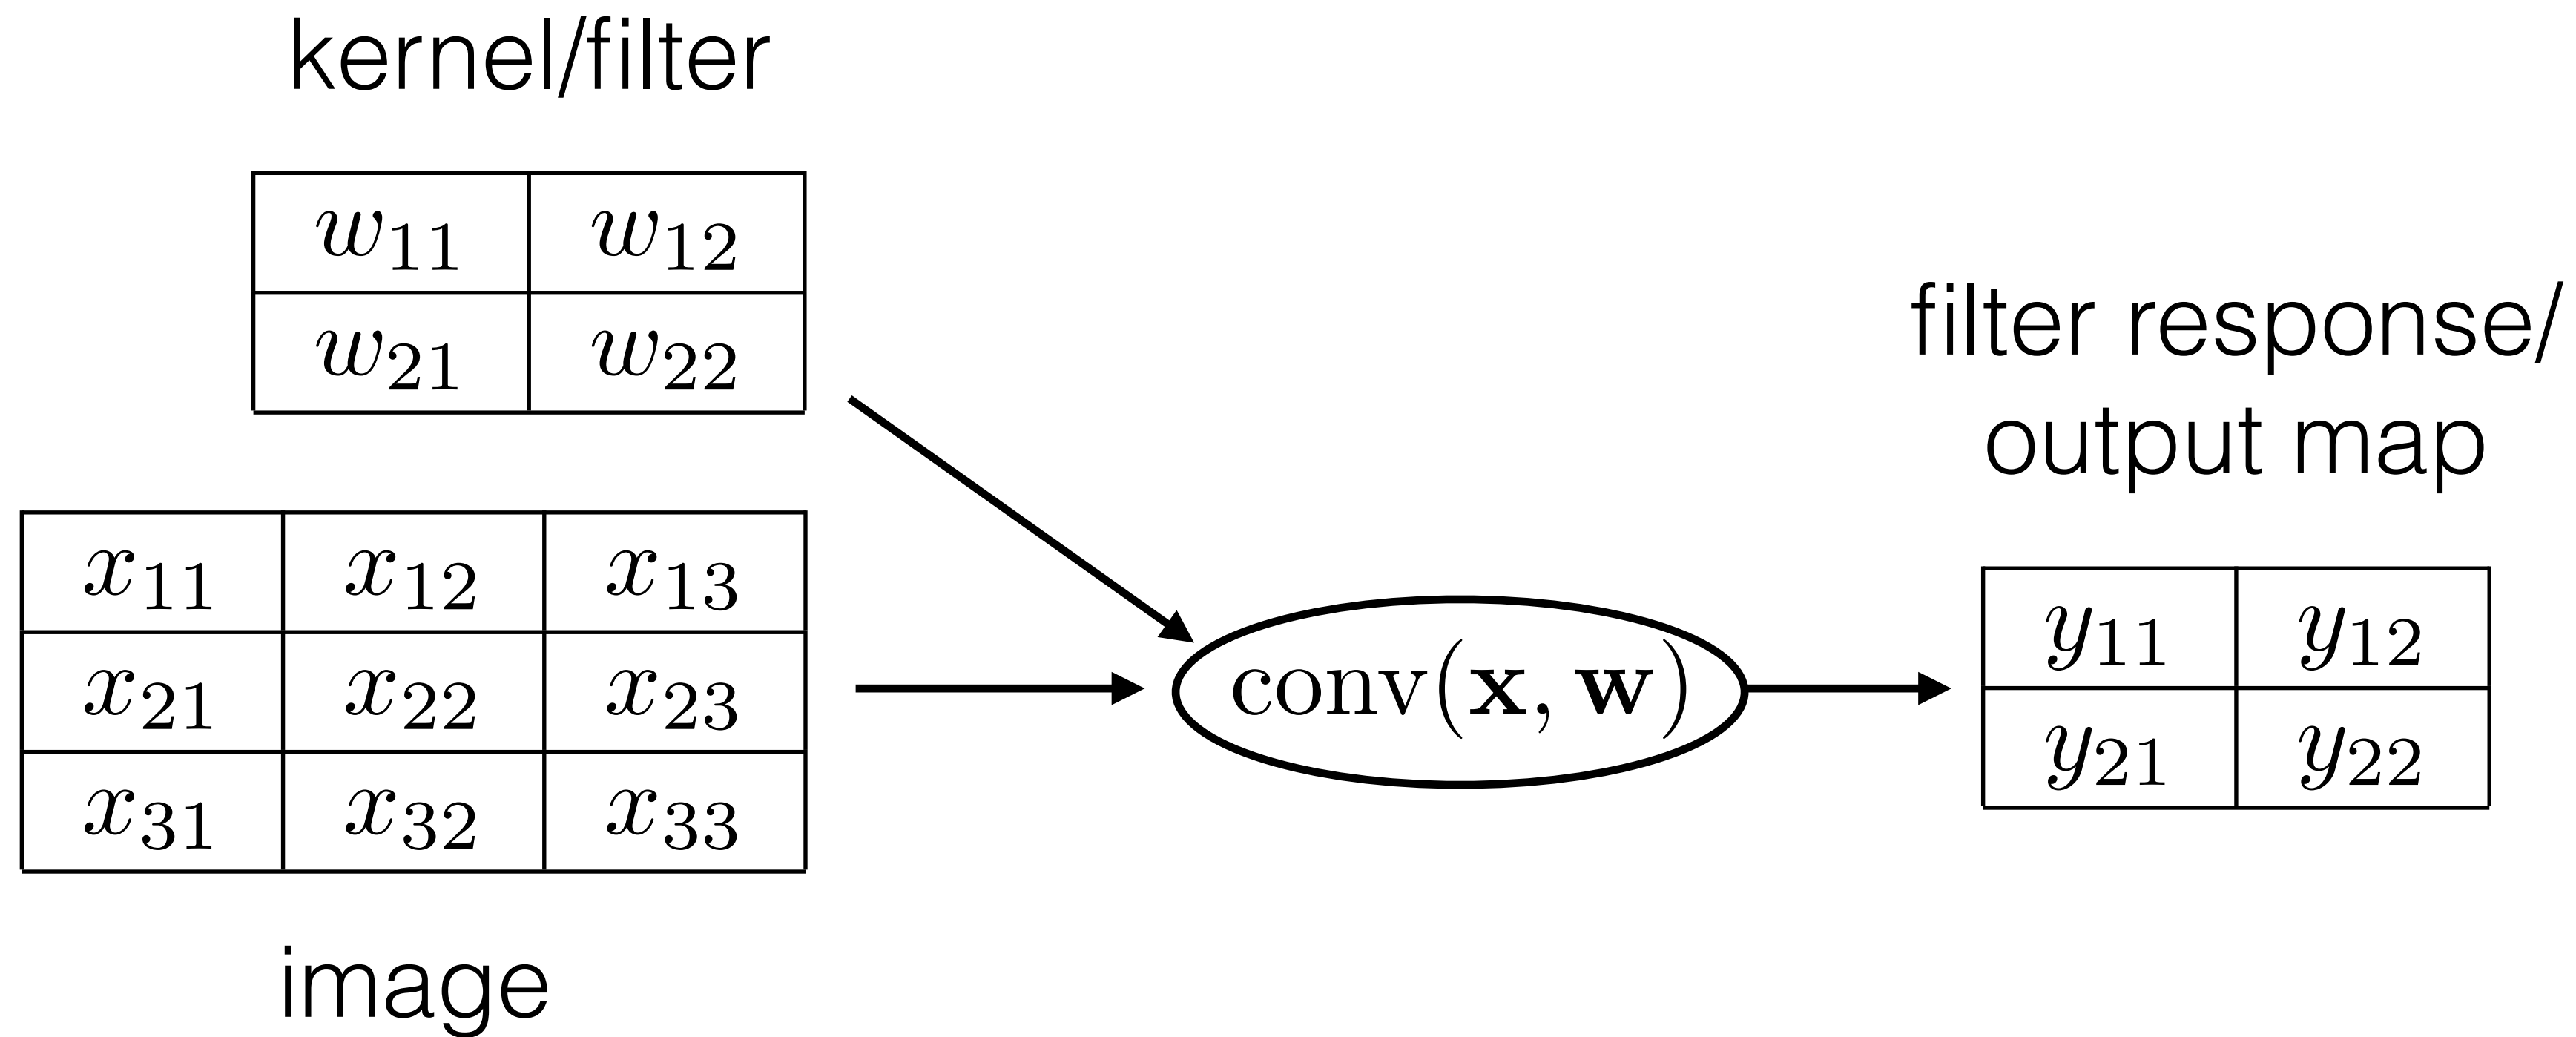 kernel/filter
w₁₁ w₁₂
w₂₁ w₂₂
x₁₁ x₁₂ x₁₃
x₂₁ x₂₂ x₂₃
x₃₁ x₃₂ x₃₃
image
conv(x, w)
filter response/
output map
y₁₁ y₁₂
y₂₁ y₂₂